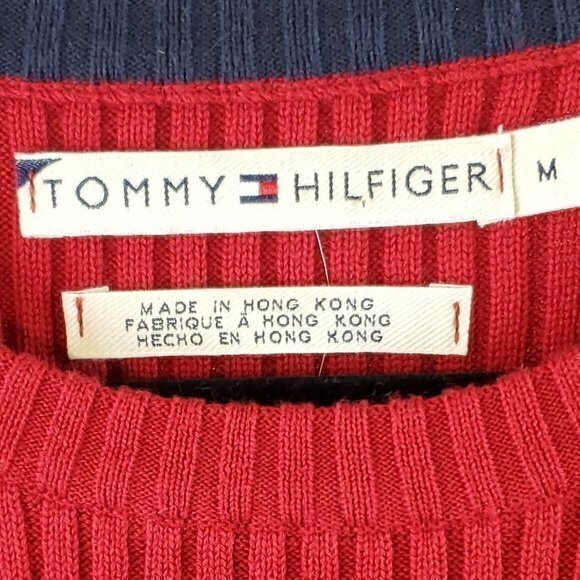 TOMMY HILFIGER M
MADE IN HONG KONG
FABRIQUE À HONG KONG
HECHO EN HONG KONG